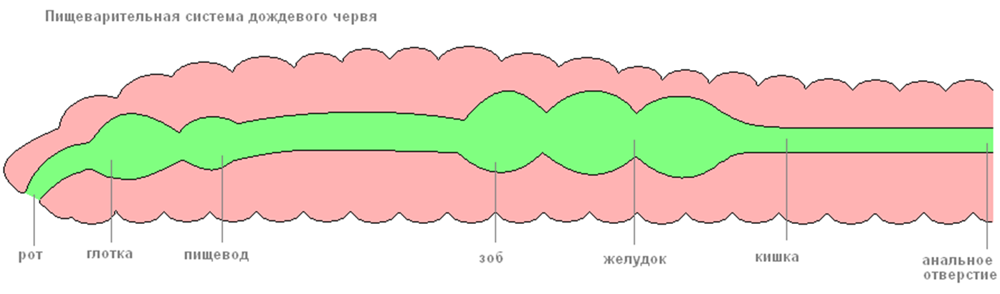 Пищеварительная система дождевого червя
рот
глотка
пищевод
зоб
желудок
кишка
анальное
отверстие